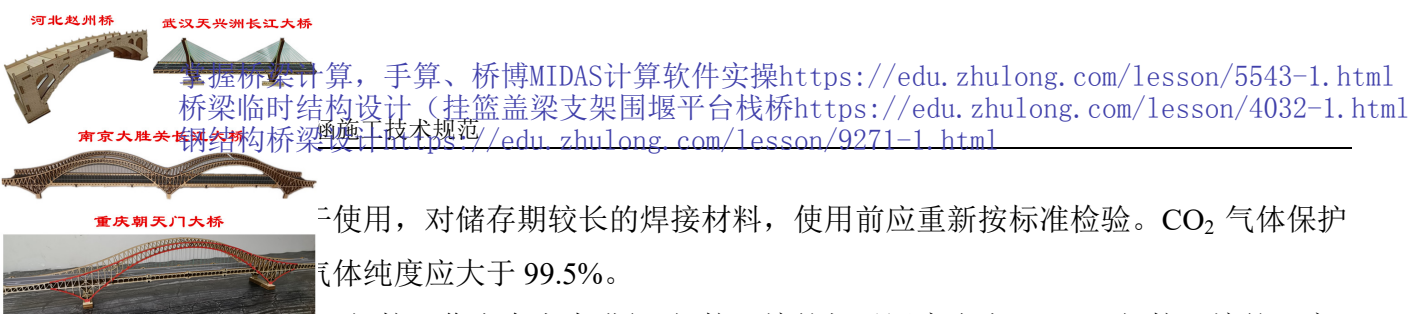 河北赵州桥
武汉天兴洲长江大桥
掌握桥梁计算，手算、桥博MIDAS计算软件实操https://edu.zhulong.com/lesson/5543-1.html
桥梁临时结构设计（挂篮盖梁支架围堰平台栈桥https://edu.zhulong.com/lesson/4032-1.html
南京大胜关长江大桥
涵施工技术规范
钢结构桥梁设计https://edu.zhulong.com/lesson/9271-1.html
重庆朝天门大桥
使用，对储存期较长的焊接材料，使用前应重新按标准检验。CO₂ 气体保护
气体纯度应大于 99.5%。